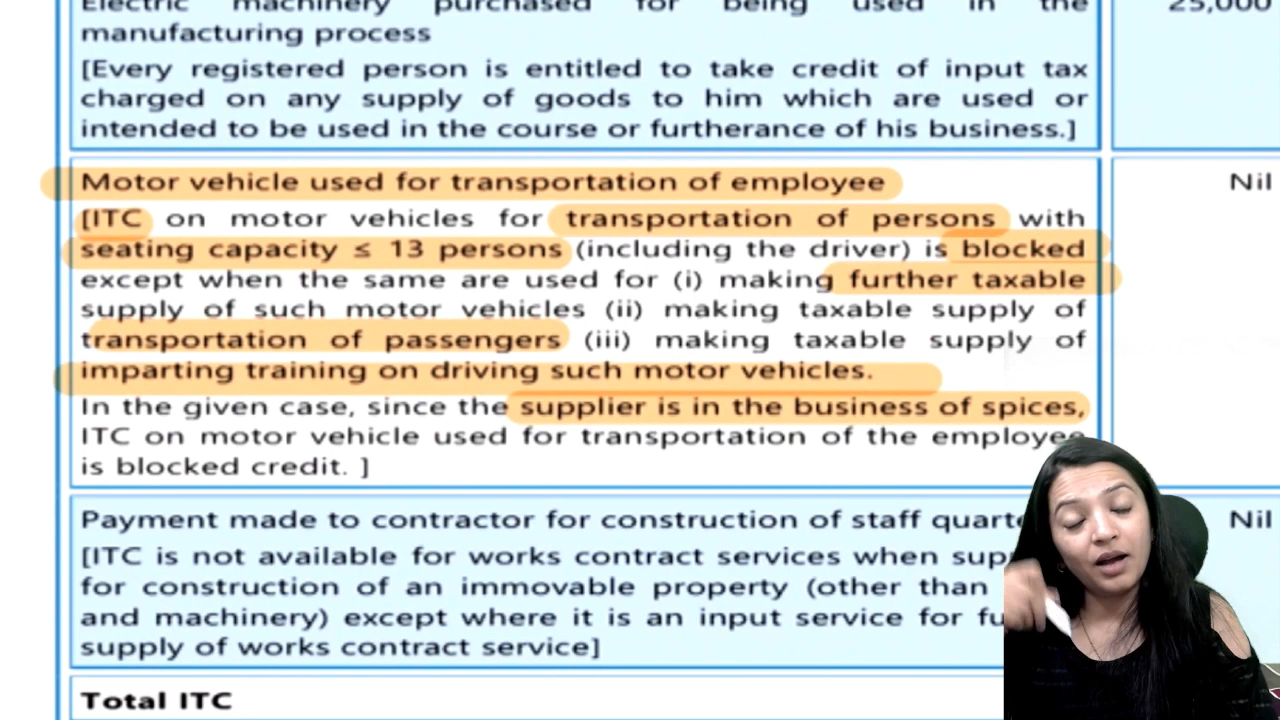 Electric machinery purchased for being used in the
25,000
manufacturing process
[Every registered person is entitled to take credit of input tax
charged on any supply of goods to him which are used or
intended to be used in the course or furtherance of his business.]
Motor vehicle used for transportation of employee
Nil
[ITC on motor vehicles for transportation of persons with
seating capacity ≤ 13 persons (including the driver) is blocked
except when the same are used for (i) making further taxable
supply of such motor vehicles (ii) making taxable supply of
transportation of passengers (iii) making taxable supply of
imparting training on driving such motor vehicles.
In the given case, since the supplier is in the business of spices,
ITC on motor vehicle used for transportation of the employee
is blocked credit. ]
Payment made to contractor for construction of staff
Nil
[ITC is not available for works contract services when
for construction of an immovable property (other than
and machinery) except where it is an input service for
supply of works contract service]
Total ITC